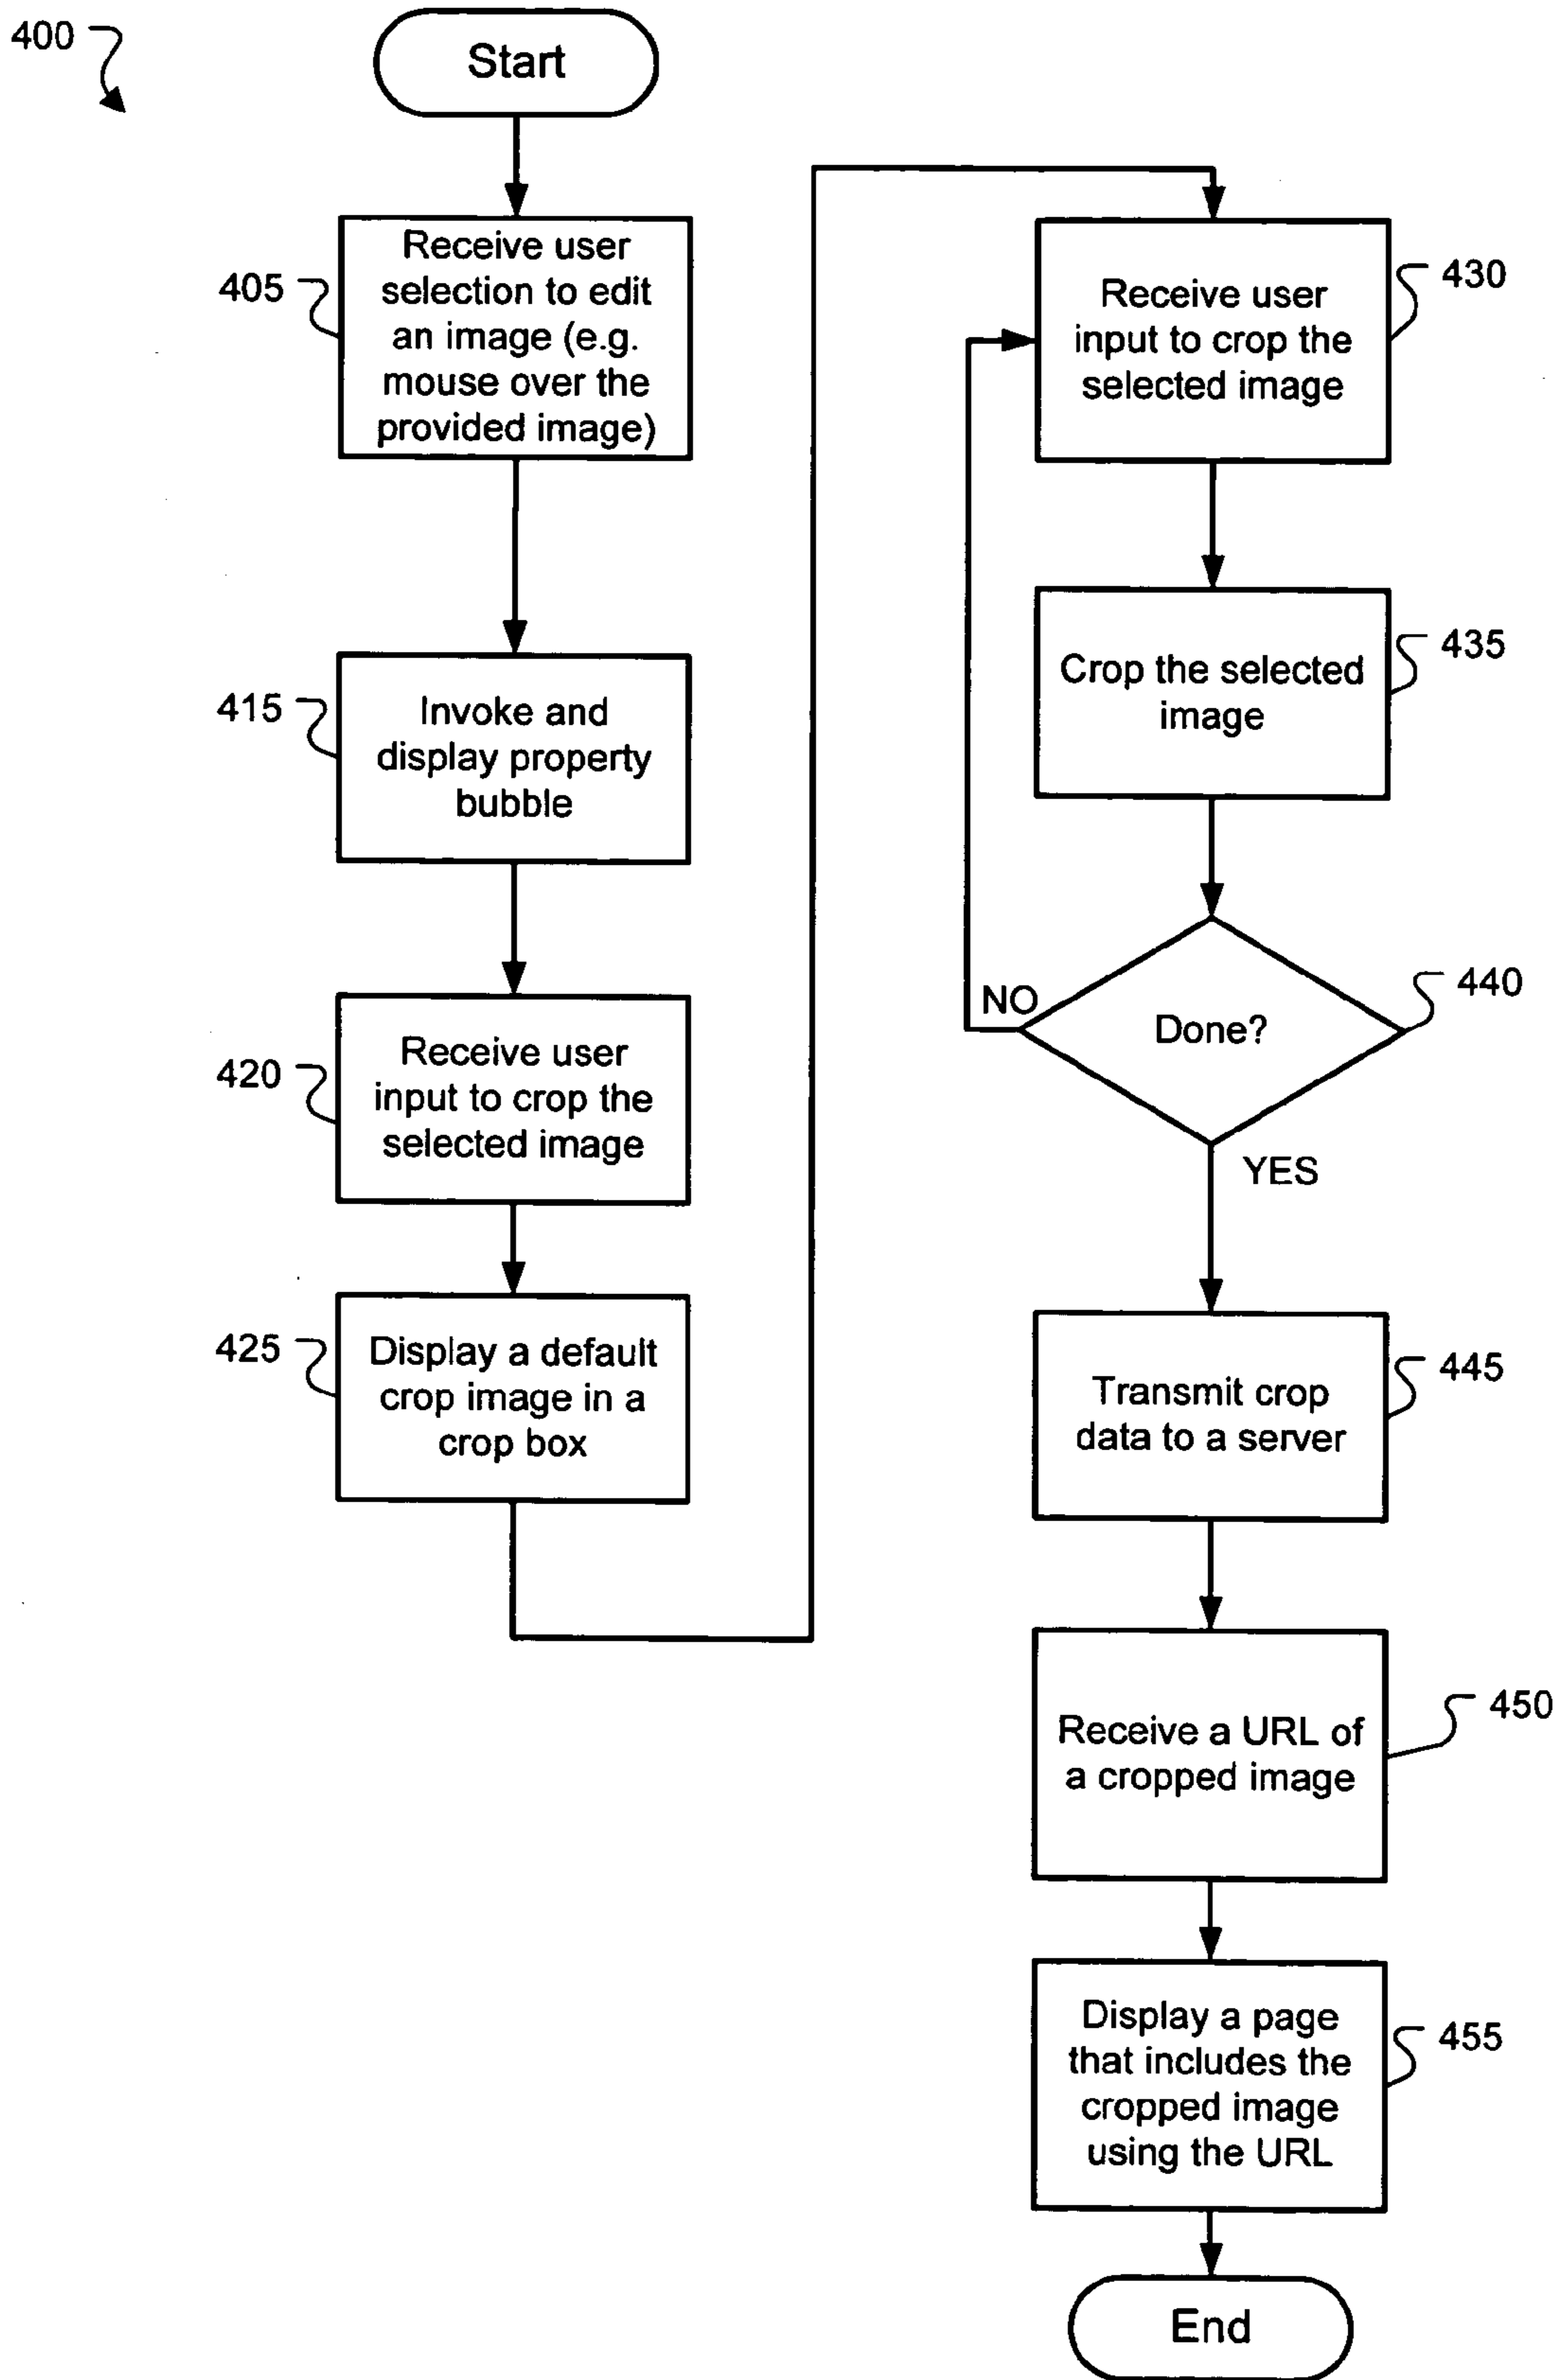 400
Start
405
Receive user
selection to edit
an image (e.g.
mouse over the
provided image)
415
Invoke and
display property
bubble
420
Receive user
input to crop the
selected image
425
Display a default
crop image in a
crop box
430
Receive user
input to crop the
selected image
435
Crop the selected
image
440
NO
Done?
YES
445
Transmit crop
data to a server
450
Receive a URL of
a cropped image
455
Display a page
that includes the
cropped image
using the URL
End